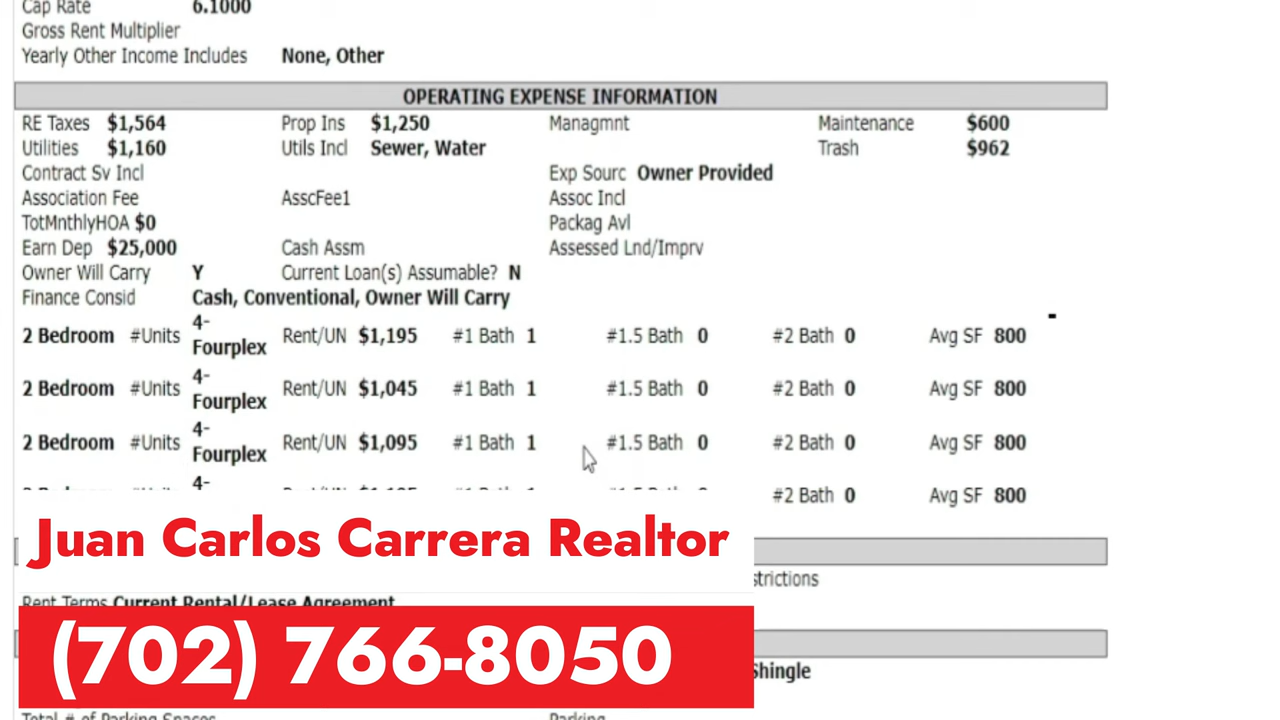 Cap Rate 6.1000
Gross Rent Multiplier
Yearly Other Income Includes None, Other
OPERATING EXPENSE INFORMATION
RE Taxes $1,564 Prop Ins $1,250 Managmnt Maintenance $600
Utilities $1,160 Utils Incl Sewer, Water Trash $962
Contract Sv Incl Exp Sourc Owner Provided
Association Fee AsscFee1 Assoc Incl
TotMnthlyHOA $0 Packag Avl
Earn Dep $25,000 Cash Assm Assessed Lnd/Imprv
Owner Will Carry Y Current Loan(s) Assumable? N
Finance Consid Cash, Conventional, Owner Will Carry
2 Bedroom #Units 4-Fourplex Rent/UN $1,195 #1 Bath 1 #1.5 Bath 0 #2 Bath 0 Avg SF 800
2 Bedroom #Units 4-Fourplex Rent/UN $1,045 #1 Bath 1 #1.5 Bath 0 #2 Bath 0 Avg SF 800
2 Bedroom #Units 4-Fourplex Rent/UN $1,095 #1 Bath 1 #1.5 Bath 0 #2 Bath 0 Avg SF 800
4- #2 Bath 0 Avg SF 800
Juan Carlos Carrera Realtor
strictions
Rent Terms Current Rental/Lease Agreement
(702) 766-8050
Shingle
Total # of Parking Spaces Parking